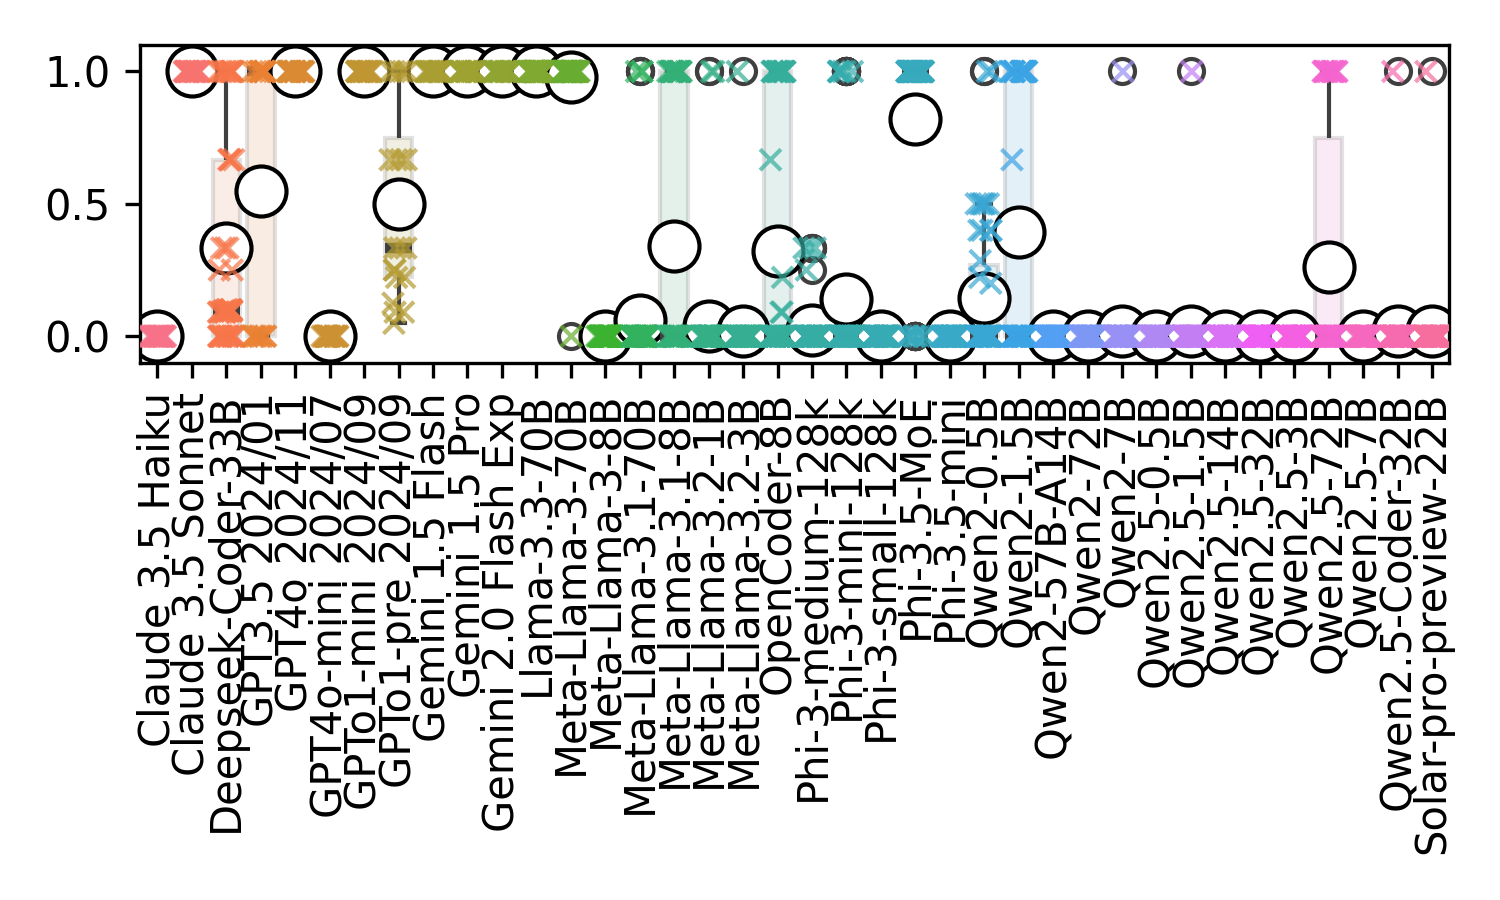 1.0
0.5
0.0
Claude 3.5 Haiku
Claude 3.5 Sonnet
Deepseek-Coder-33B
GPT3.5 2024/01
GPT4o 2024/11
GPT4o-mini 2024/07
GPTo1-mini 2024/09
GPTo1-pre 2024/09
Gemini 1.5 Flash
Gemini 1.5 Pro
Gemini 2.0 Flash Exp
Llama-3.3-70B
Meta-Llama-3-70B
Meta-Llama-3-8B
Meta-Llama-3.1-70B
Meta-Llama-3.1-8B
Meta-Llama-3.2-1B
Meta-Llama-3.2-3B
OpenCoder-8B
Phi-3-medium-128k
Phi-3-mini-128k
Phi-3-small-128k
Phi-3.5-MoE
Phi-3.5-mini
Qwen2-0.5B
Qwen2-1.5B
Qwen2-57B-A14B
Qwen2-72B
Qwen2-7B
Qwen2.5-0.5B
Qwen2.5-1.5B
Qwen2.5-14B
Qwen2.5-32B
Qwen2.5-3B
Qwen2.5-72B
Qwen2.5-7B
Qwen2.5-Coder-32B
Solar-pro-preview-22B